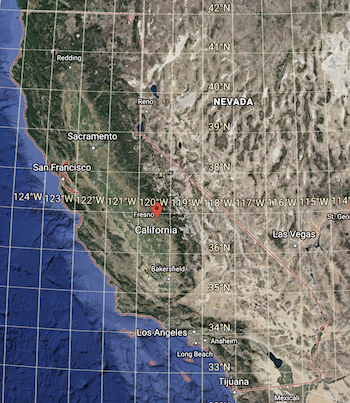 42°N
41°N
Redding
40°N
Reno
NEVADA
39°N
Sacramento
38°N
San Francisco
124°W 123°W 122°W 121°W 120°W 119°W 118°W 117°W 116°W 115°W 114°
Fresno
St. Geo
California
Las Vegas
36°N
Bakersfield
35°N
34°N
Los Angeles
Anaheim
Long Beach
33°N
Tijuana
Mexicali